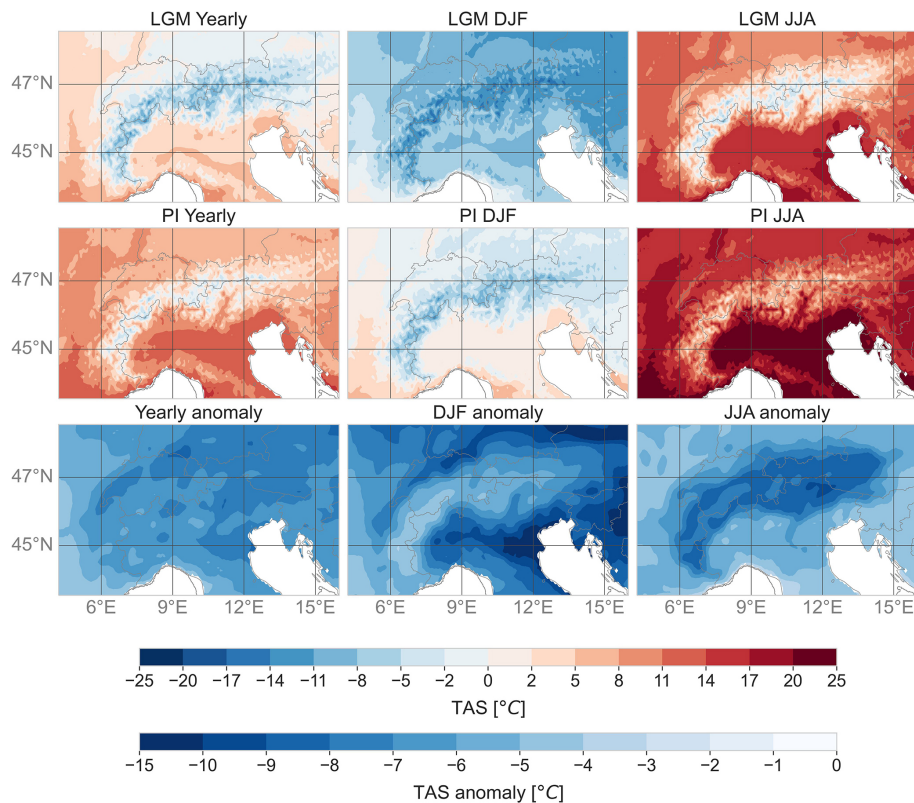 LGM Yearly LGM DJF LGM JJA
47°N
45°N
PI Yearly PI DJF PI JJA
47°N
45°N
Yearly anomaly DJF anomaly JJA anomaly
47°N
45°N
6°E 9°E 12°E 15°E 6°E 9°E 12°E 15°E 6°E 9°E 12°E 15°E
−25 −20 −17 −14 −11 −8 −5 −2 0 2 5 8 11 14 17 20 25
TAS [°C]
−15 −10 −9 −8 −7 −6 −5 −4 −3 −2 −1 0
TAS anomaly [°C]